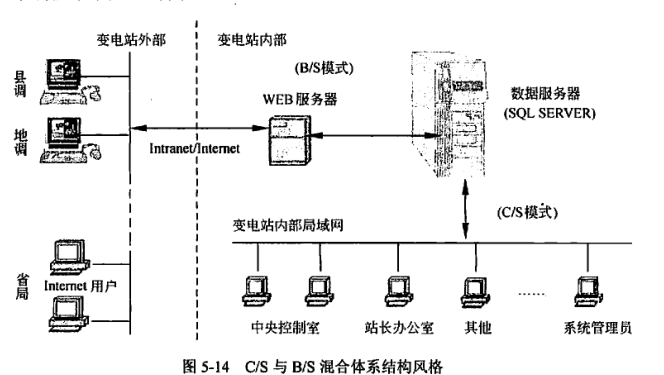 变电站外部
变电站内部
县调
(B/S模式)
WEB 服务器
数据服务器
(SQL SERVER)
地调
Intranet/Internet
(C/S模式)
变电站内部局域网
省局
Internet 用户
中央控制室
站长办公室
其他
……
系统管理员
图 5-14 C/S 与 B/S 混合体系结构风格